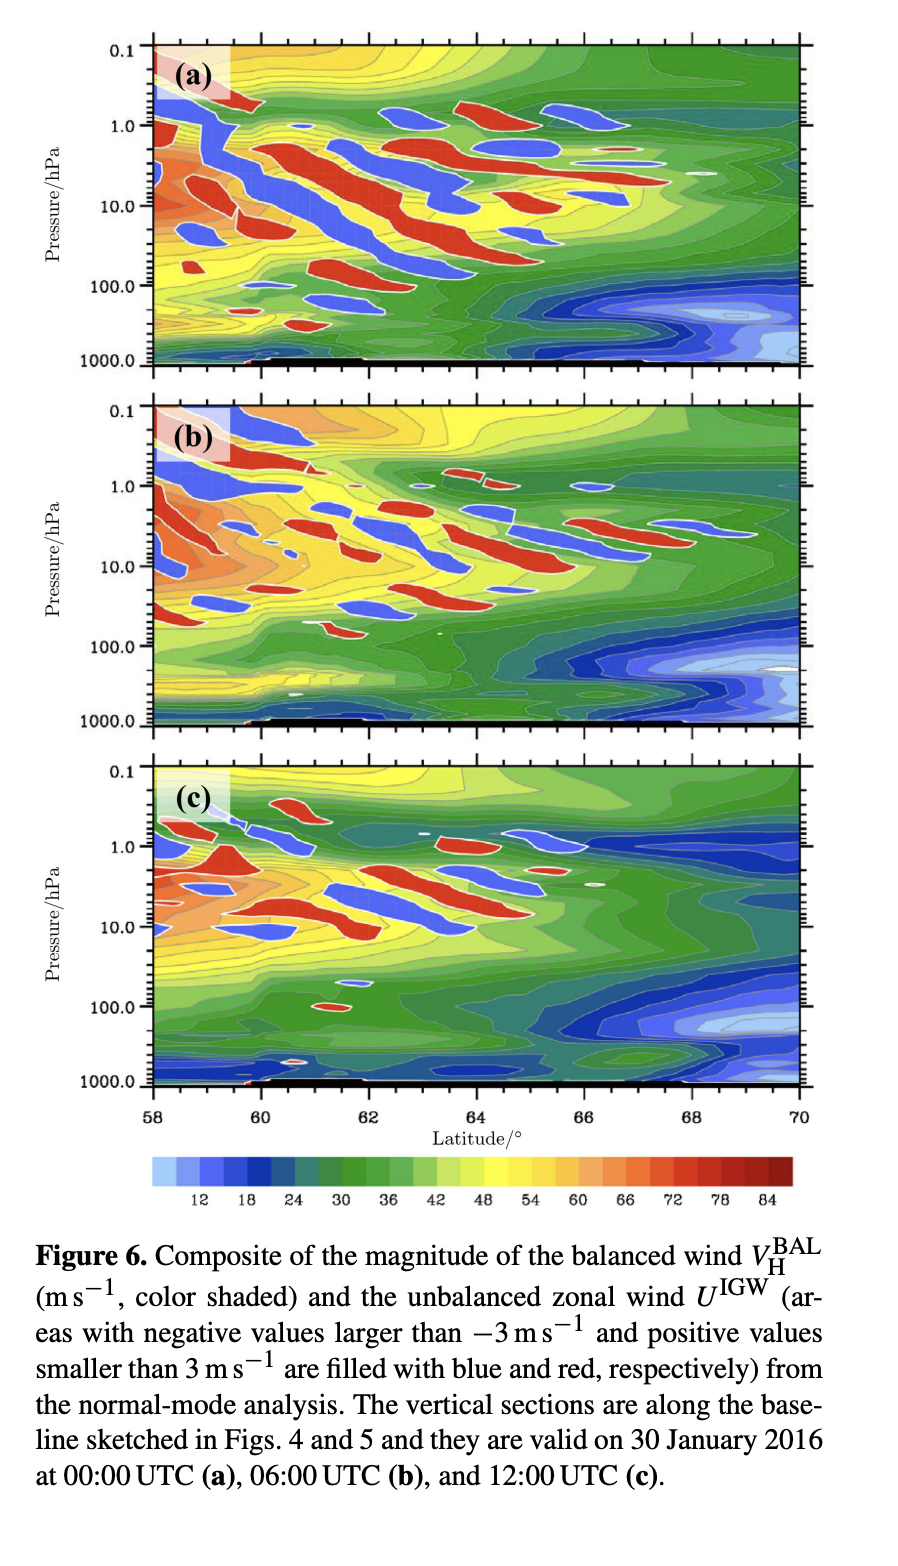 (a)
0.1
1.0
10.0
100.0
1000.0
Pressure/hPa
(b)
0.1
1.0
10.0
100.0
1000.0
Pressure/hPa
(c)
0.1
1.0
10.0
100.0
1000.0
Pressure/hPa
58 60 62 64 66 68 70
Latitude/°
12 18 24 30 36 42 48 54 60 66 72 78 84
Figure 6. Composite of the magnitude of the balanced wind V_H^BAL
(m s⁻¹, color shaded) and the unbalanced zonal wind U^IGW (ar-
eas with negative values larger than −3 m s⁻¹ and positive values
smaller than 3 m s⁻¹ are filled with blue and red, respectively) from
the normal-mode analysis. The vertical sections are along the base-
line sketched in Figs. 4 and 5 and they are valid on 30 January 2016
at 00:00 UTC (a), 06:00 UTC (b), and 12:00 UTC (c).